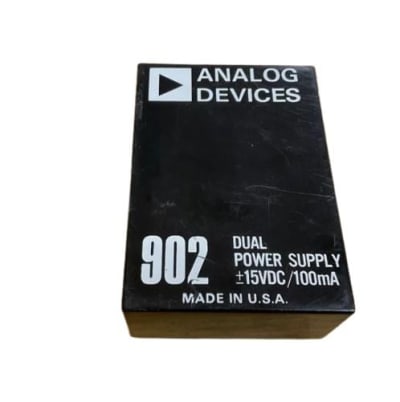 ANALOG
DEVICES
902
DUAL
POWER SUPPLY
±15VDC/100mA
MADE IN U.S.A.